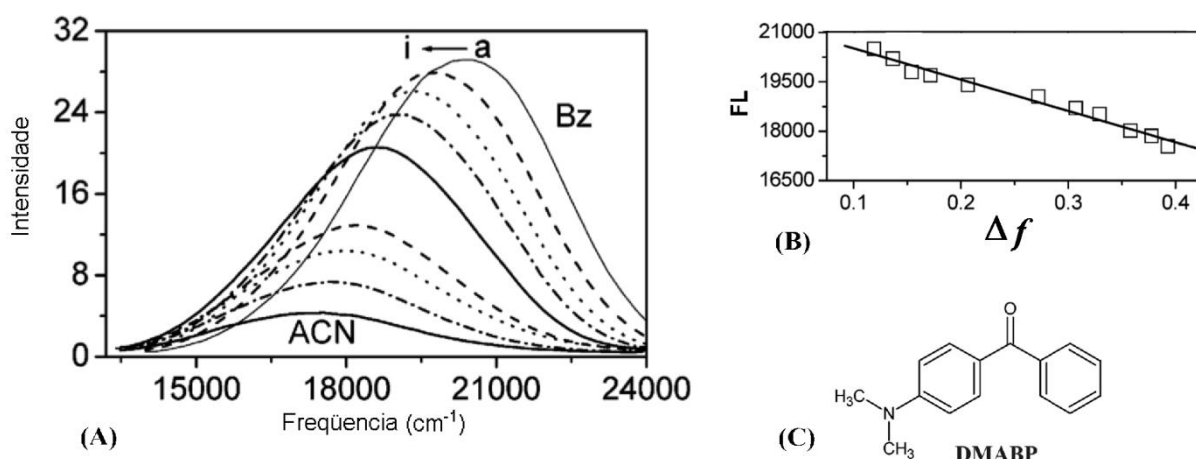 32
24
16
8
0
Intensidade
i a
Bz
ACN
15000 18000 21000 24000
Freqüencia (cm-1)
(A)
21000
19500
18000
16500
FL
0.1 0.2 0.3 0.4
Δf
(B)
O
H3C
N
CH3
(C)
DMABP